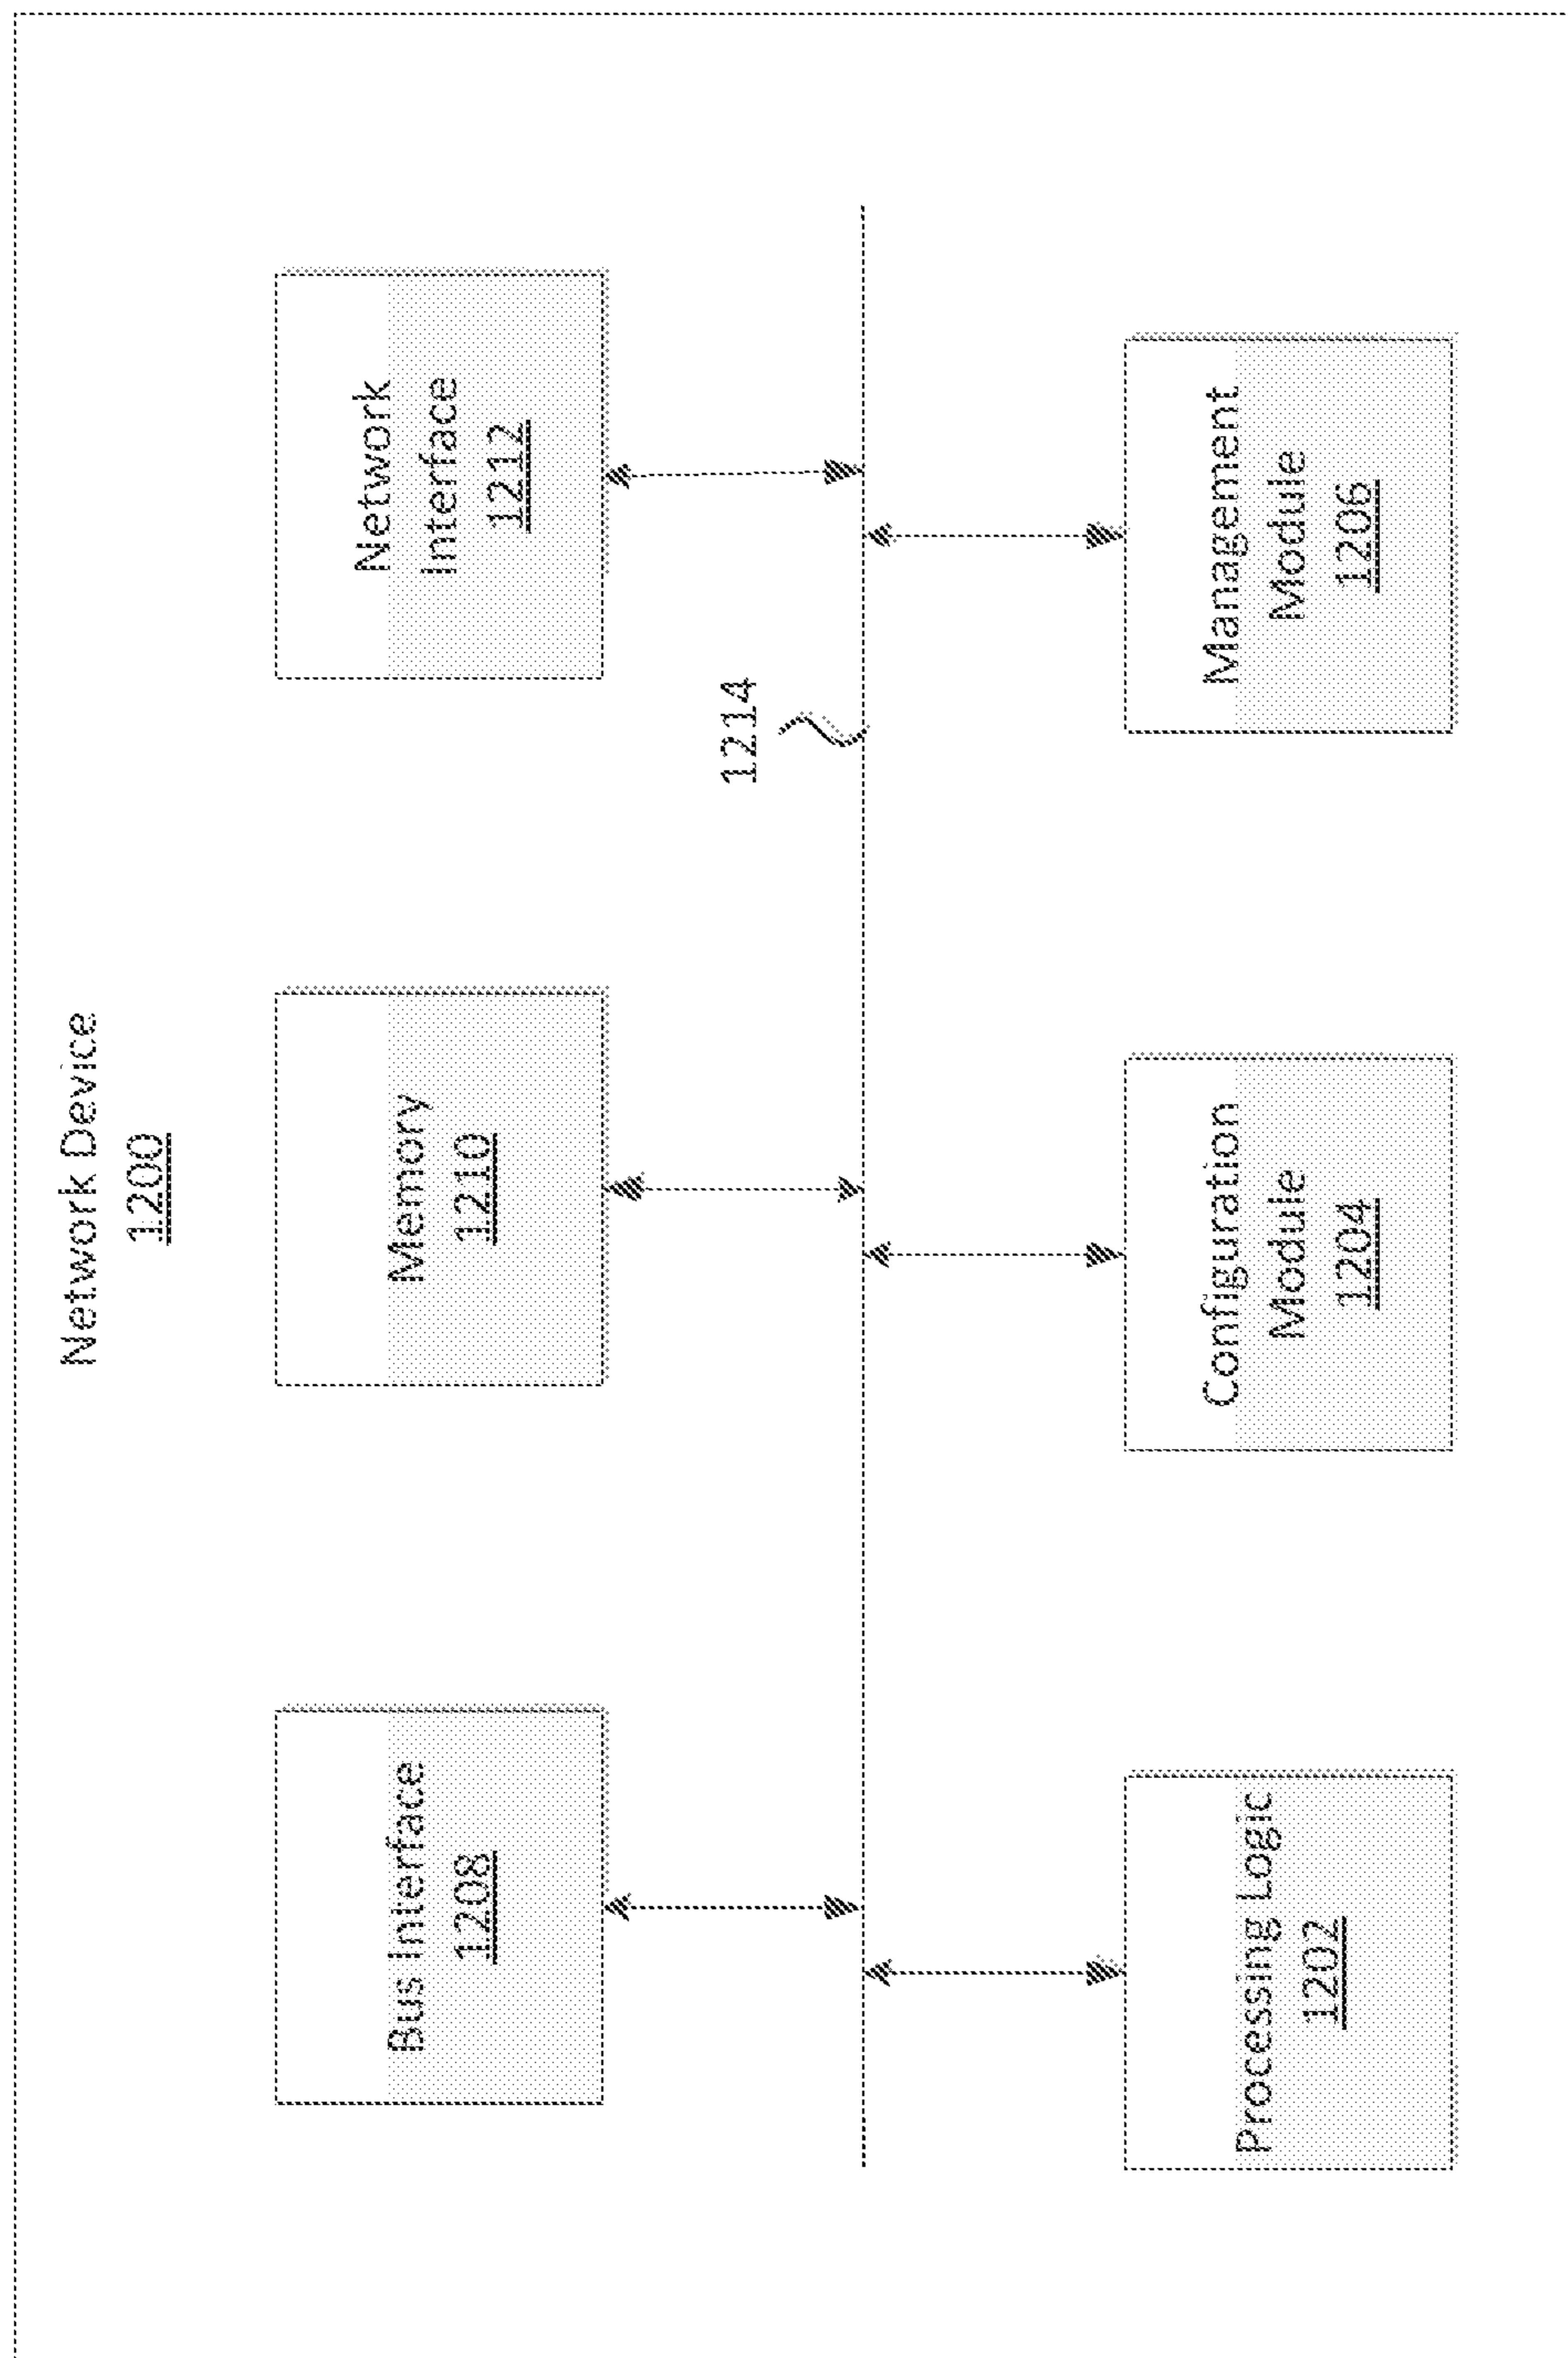 Network Device
1200
Bus Interface
1208
Memory
1210
Network
Interface
1212
1214
Processing Logic
1202
Configuration
Module
1204
Management
Module
1206